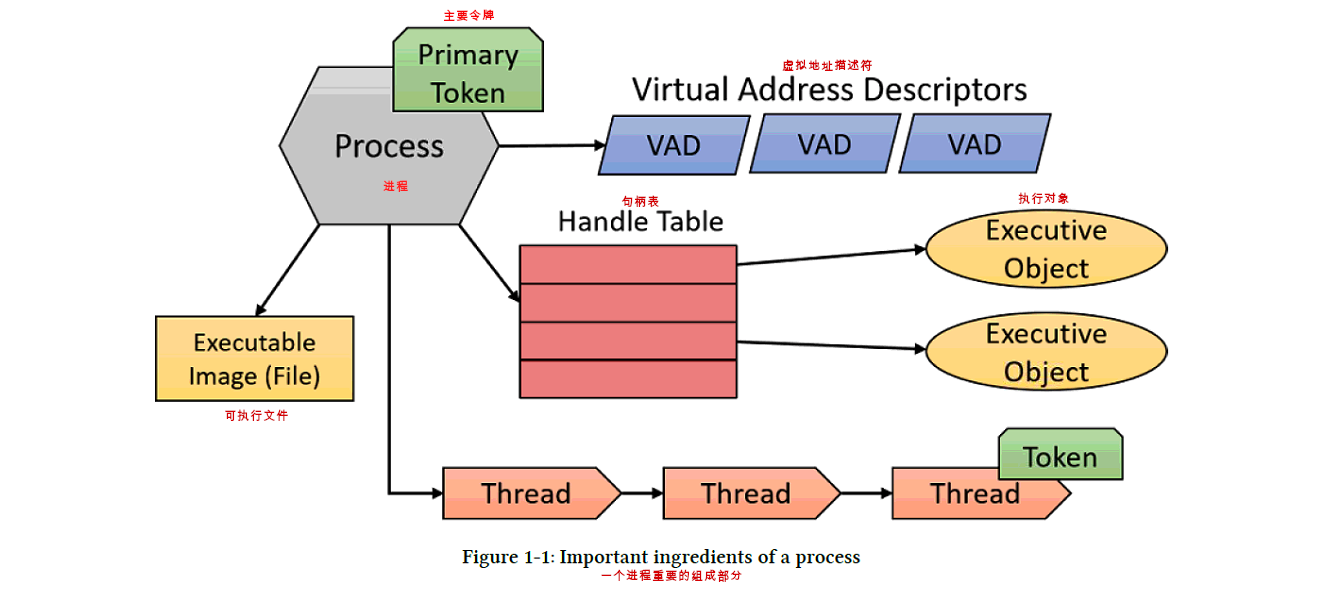 主要令牌
Primary
Token
虚拟地址描述符
Virtual Address Descriptors
Process
进程
VAD
VAD
VAD
句柄表
Handle Table
执行对象
Executive
Object
Executive
Object
Executable
Image (File)
可执行文件
Token
Thread
Thread
Thread
Figure 1-1: Important ingredients of a process
一个进程重要的组成部分